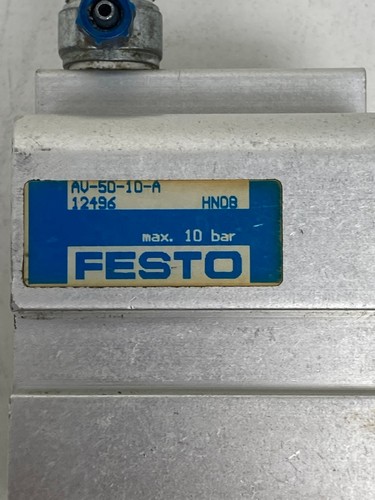 AV-50-10-A
12496 HN08
max. 10 bar
FESTO